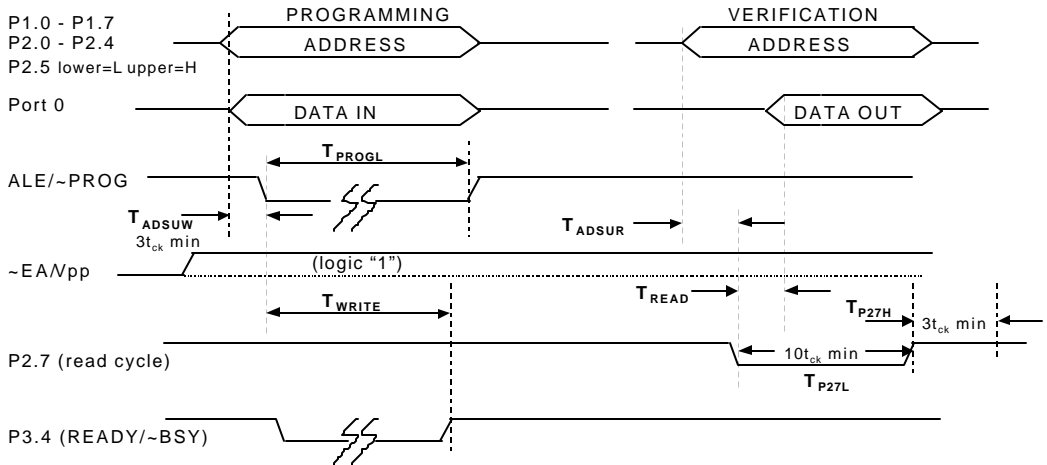 PROGRAMMING VERIFICATION
P1.0 - P1.7
P2.0 - P2.4 ADDRESS ADDRESS
P2.5 lower=L upper=H
Port 0 DATA IN DATA OUT
TPROGL
ALE/~PROG
TADSUW TADSUR
3tck min
~EA/Vpp (logic “1”)
TWRITE TREAD TP27H 3tck min
P2.7 (read cycle) 10tck min
TP27L
P3.4 (READY/~BSY)